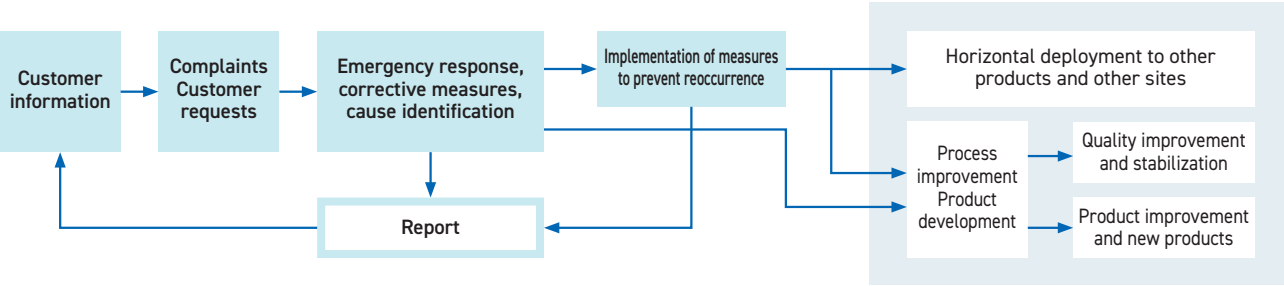 Customer
information
Complaints
Customer
requests
Emergency response,
corrective measures,
cause identification
Implementation of measures
to prevent reoccurrence
Report
Horizontal deployment to other
products and other sites
Process
improvement
Product
development
Quality improvement
and stabilization
Product improvement
and new products